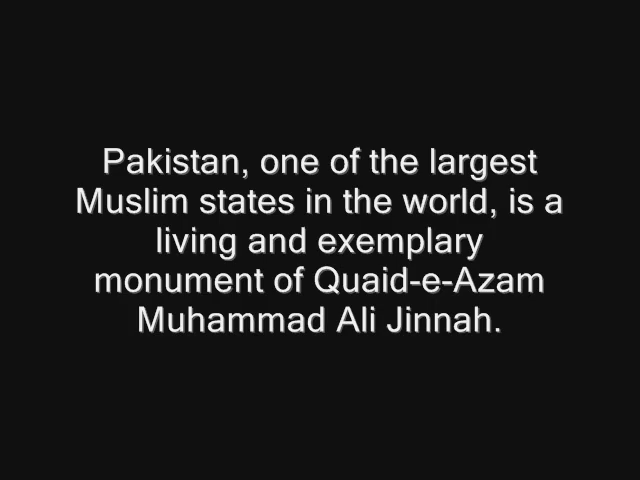 Pakistan, one of the largest
Muslim states in the world, is a
living and exemplary
monument of Quaid-e-Azam
Muhammad Ali Jinnah.